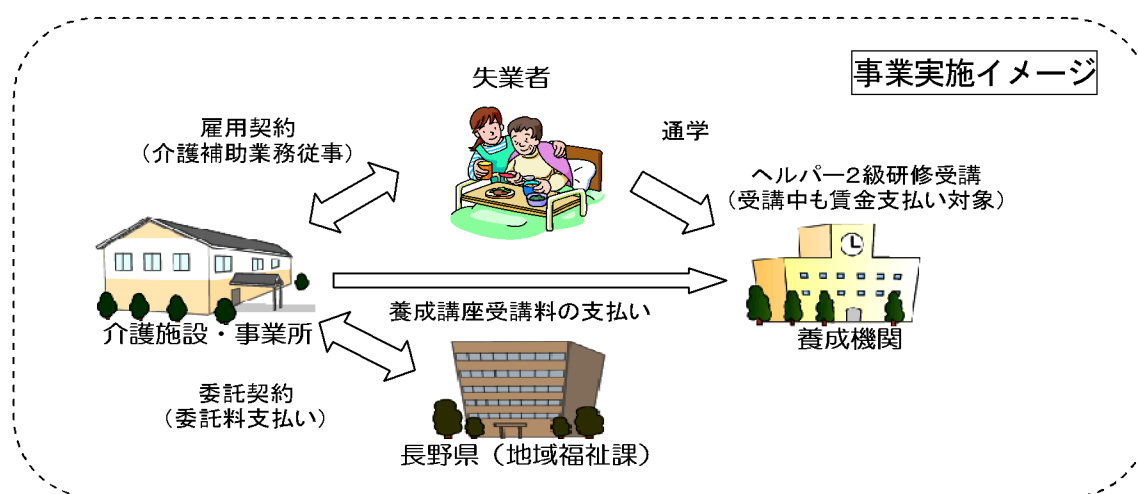 事業実施イメージ
失業者
雇用契約
(介護補助業務従事)
通学
ヘルパー2級研修受講
(受講中も賃金支払い対象)
養成講座受講料の支払い
介護施設・事業所
養成機関
委託契約
(委託料支払い)
長野県(地域福祉課)